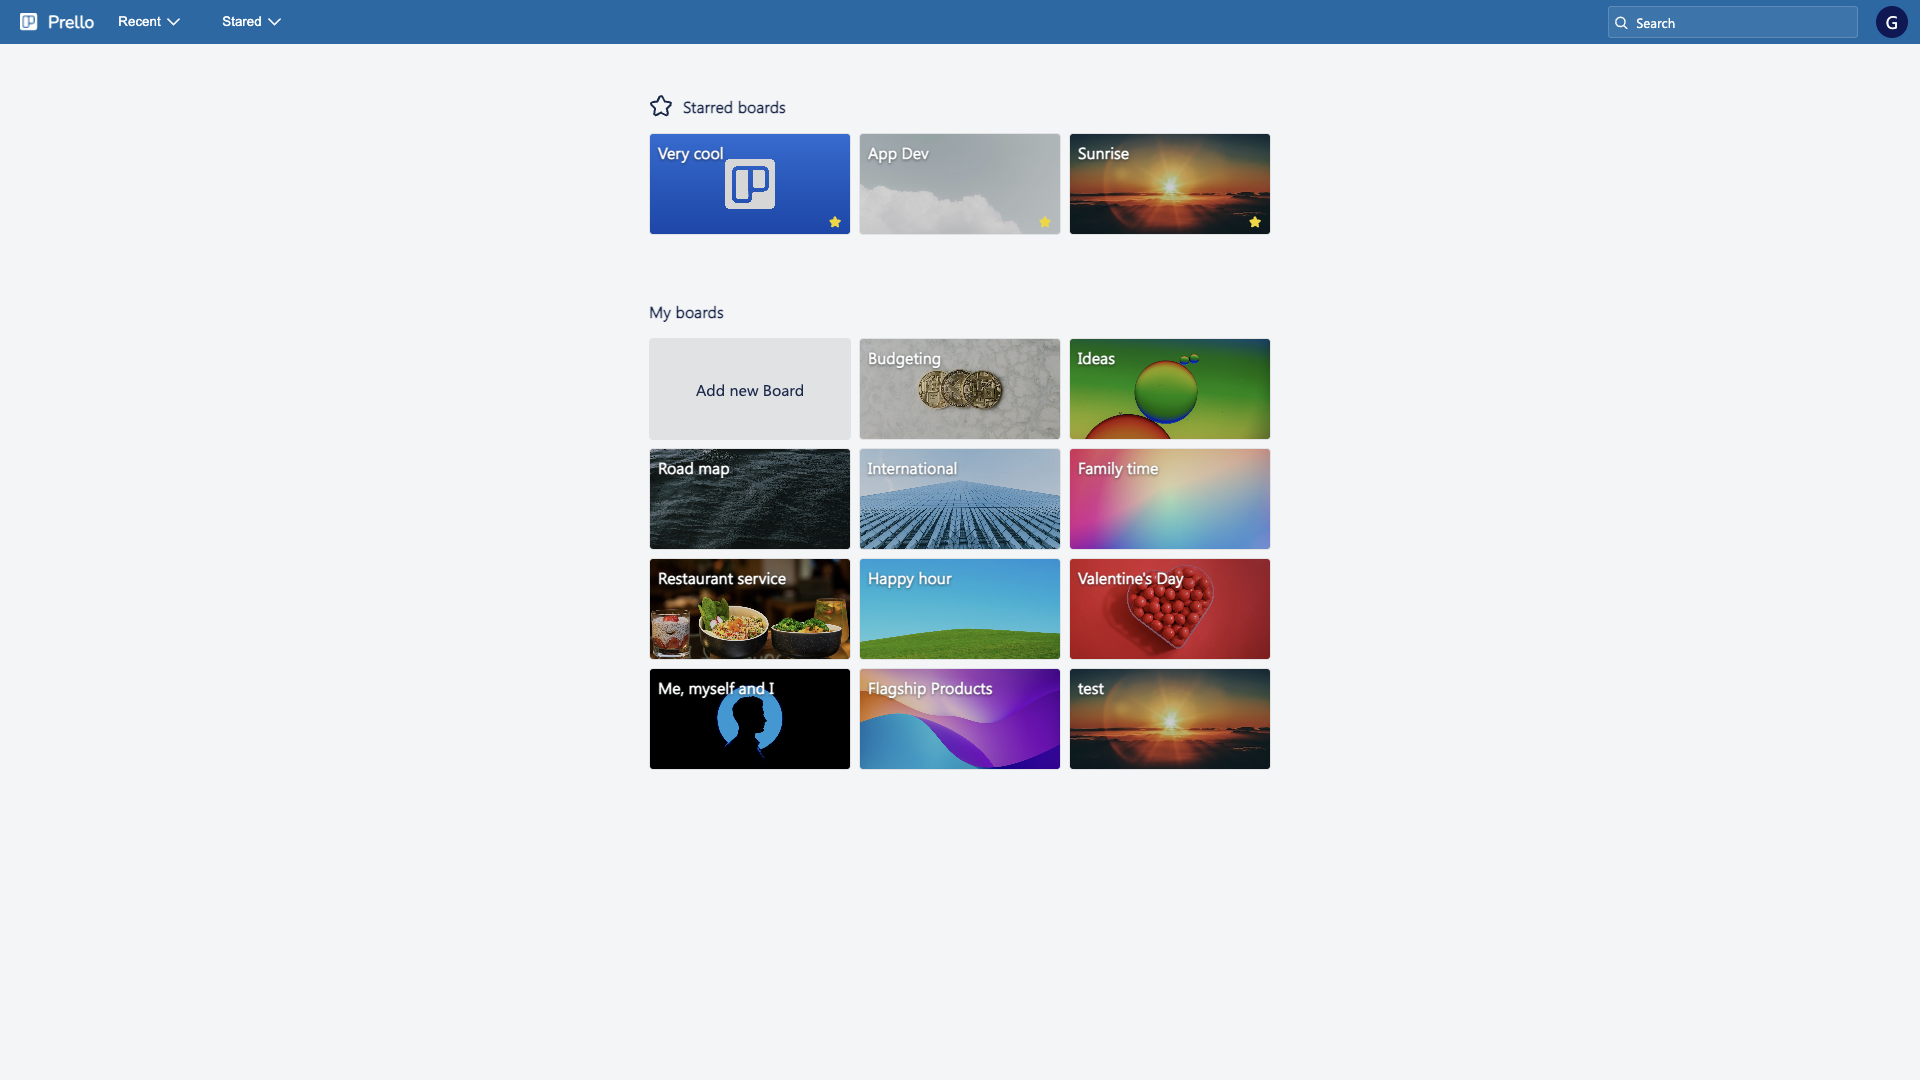 Prello
Recent
Stared
Search
G
Starred boards
Very cool
App Dev
Sunrise
My boards
Add new Board
Budgeting
Ideas
Road map
International
Family time
Restaurant service
Happy hour
Valentine's Day
Me, myself and I
Flagship Products
test